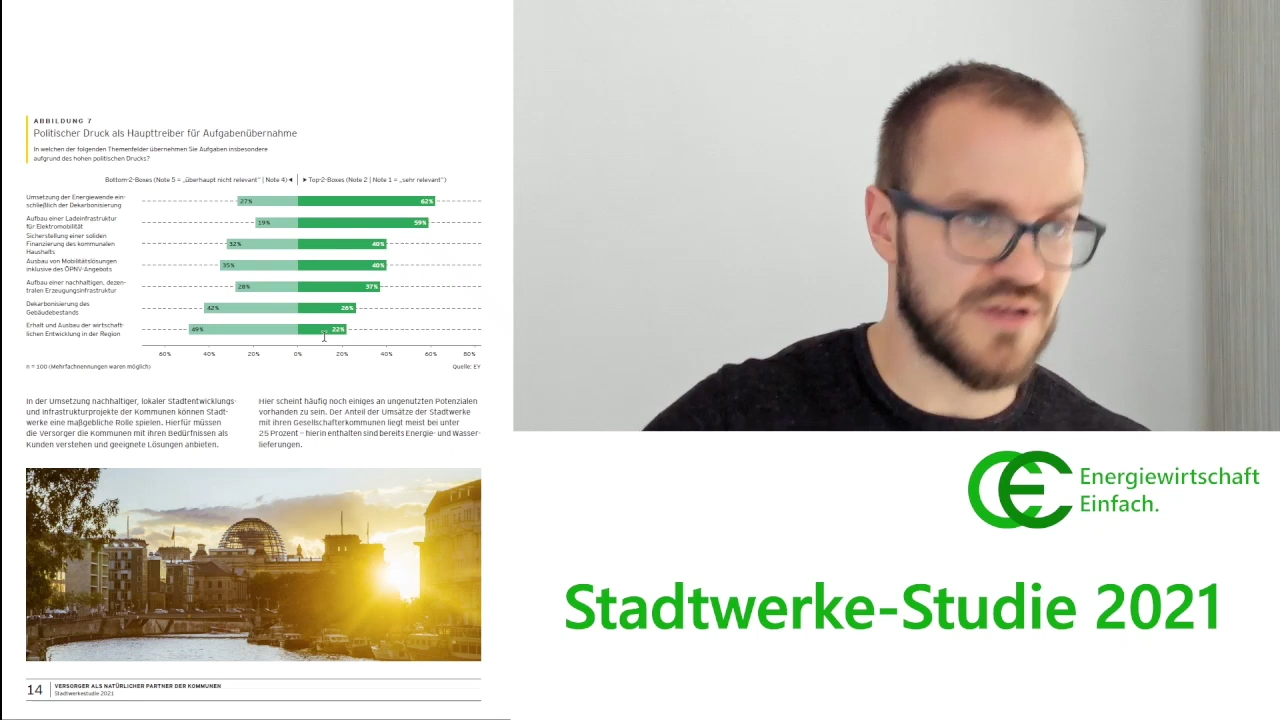 ABBILDUNG 7
Politischer Druck als Haupttreiber für Aufgabenübernahme
In welchen der folgenden Themenfelder übernehmen Sie Aufgaben insbesondere
aufgrund des hohen politischen Drucks?
Bottom-2-Boxes (Note 5 = „überhaupt nicht relevant" | Note 4) Top-2-Boxes (Note 2 | Note 1 = „sehr relevant")
Umsetzung der Energiewende ein-
schließlich der Dekarbonisierung
27% 62%
Aufbau einer Ladeinfrastruktur
für Elektromobilität
19% 59%
Sicherstellung einer soliden
Finanzierung des kommunalen
Haushalts
32% 40%
Ausbau von Mobilitätslösungen
inklusive des ÖPNV-Angebots
35% 40%
Aufbau einer nachhaltigen, dezen-
tralen Erzeugungsinfrastruktur
28% 37%
Dekarbonisierung des
Gebäudebestands
42% 26%
Erhalt und Ausbau der wirtschaft-
lichen Entwicklung in der Region
49% 22%
60% 40% 20% 0% 20% 40% 60% 80%
n = 100 (Mehrfachnennungen waren möglich) Quelle: EY
In der Umsetzung nachhaltiger, lokaler Stadtentwicklungs-
und Infrastrukturprojekte der Kommunen können Stadt-
werke eine maßgebliche Rolle spielen. Hierfür müssen
die Versorger die Kommunen mit ihren Bedürfnissen als
Kunden verstehen und geeignete Lösungen anbieten.
Hier scheint häufig noch einiges an ungenutzten Potenzialen
vorhanden zu sein. Der Anteil der Umsätze der Stadtwerke
mit ihren Gesellschafterkommunen liegt meist bei unter
25 Prozent – hierin enthalten sind bereits Energie- und Wasser-
lieferungen.
14 VERSORGER ALS NATÜRLICHER PARTNER DER KOMMUNEN
Stadtwerkestudie 2021
Energiewirtschaft
Einfach.
Stadtwerke-Studie 2021